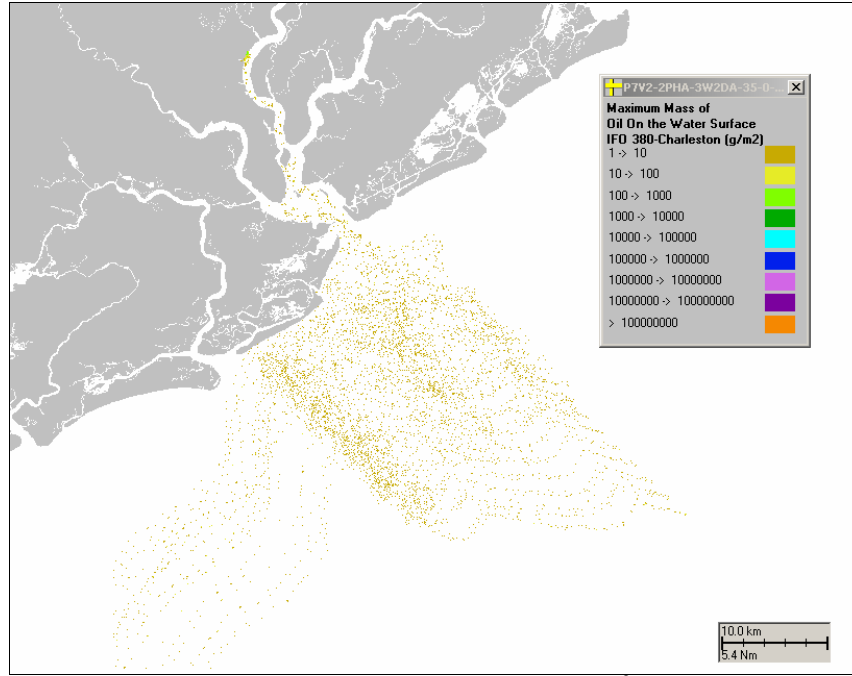 P7V2-2PHA-3W2DA-35-0-...
Maximum Mass of
Oil On the Water Surface
IFO 380-Charleston (g/m2)
1 -> 10
10 -> 100
100 -> 1000
1000 -> 10000
10000 -> 100000
100000 -> 1000000
1000000 -> 10000000
10000000 -> 100000000
> 100000000
10.0 km
5.4 Nm